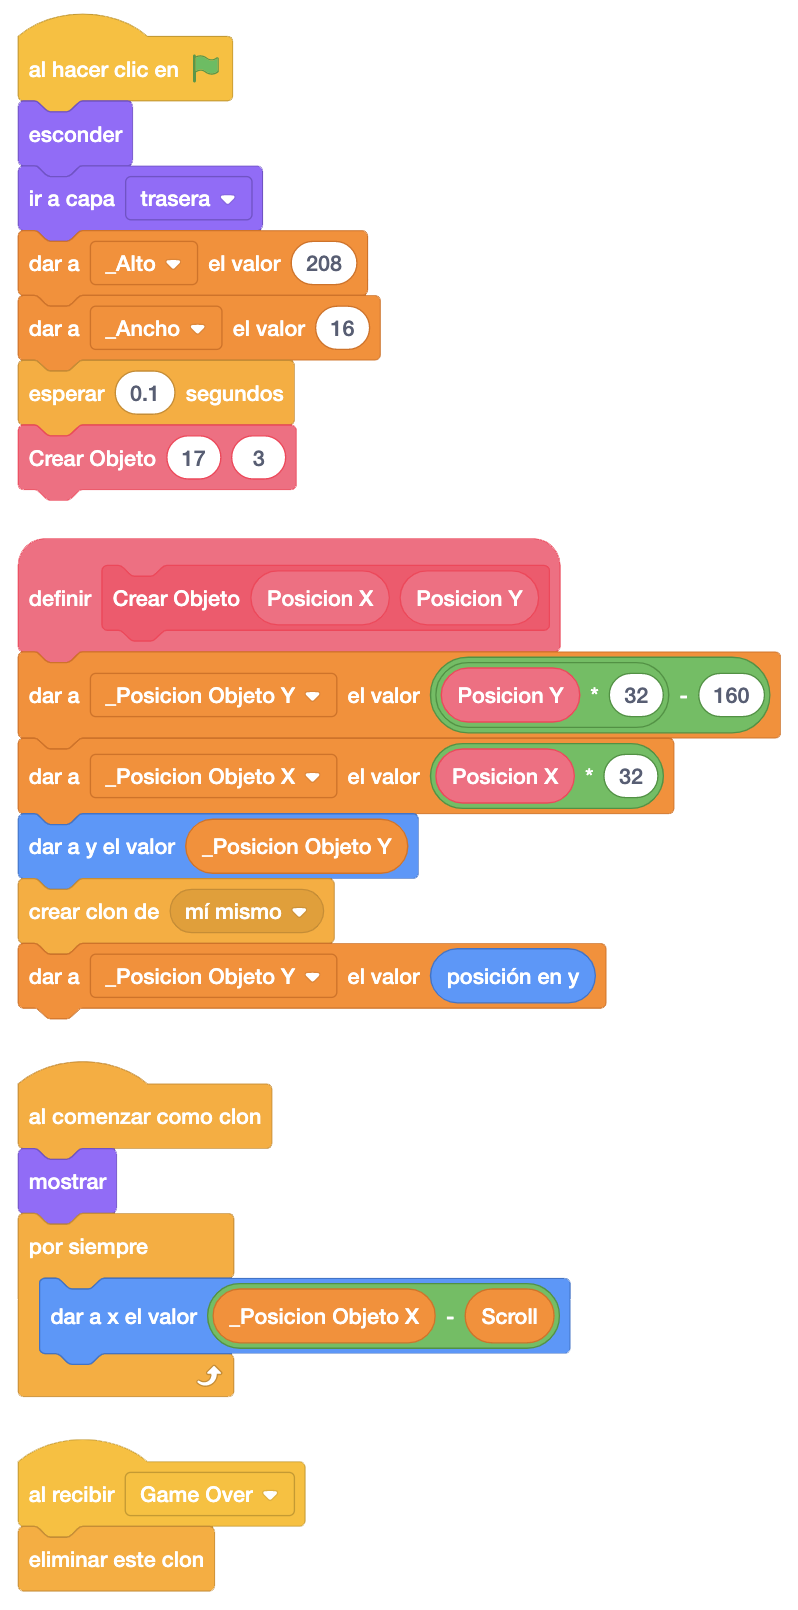 al hacer clic en
esconder
ir a capa trasera
dar a _Alto el valor 208
dar a _Ancho el valor 16
esperar 0.1 segundos
Crear Objeto 17 3
definir Crear Objeto Posicion X Posicion Y
dar a _Posicion Objeto Y el valor Posicion Y * 32 - 160
dar a _Posicion Objeto X el valor Posicion X * 32
dar a y el valor _Posicion Objeto Y
crear clon de mí mismo
dar a _Posicion Objeto Y el valor posición en y
al comenzar como clon
mostrar
por siempre
dar a x el valor _Posicion Objeto X - Scroll
al recibir Game Over
eliminar este clon